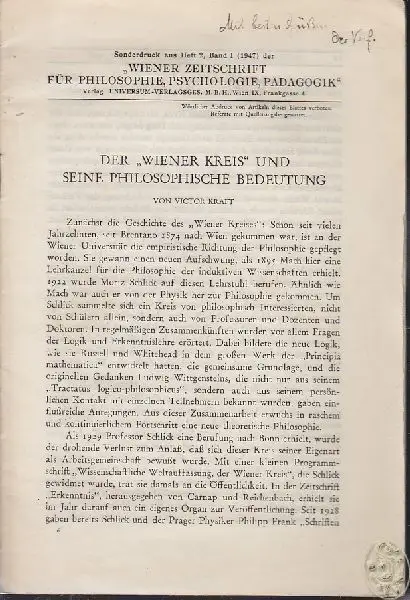 Mit besten Grüßen
der Verf.
Sonderdruck aus Heft 2, Band 1 (1947) der
„WIENER ZEITSCHRIFT
FÜR PHILOSOPHIE, PSYCHOLOGIE, PÄDAGOGIK“
Verlag UNIVERSUM-VERLAGSGES. M. B. H., Wien IX, Frankgasse 4
Wörtlicher Abdruck von Artikeln dieses Heftes verboten.
Referate mit Quellenangabe gestattet.
DER „WIENER KREIS“ UND
SEINE PHILOSOPHISCHE BEDEUTUNG
VON VICTOR KRAFT
Zunächst die Geschichte des „Wiener Kreises“: Schon seit vielen
Jahrzehnten, seit Brentano 1874 nach Wien gekommen war, ist an der
Wiener Universität die empiristische Richtung der Philosophie gepflegt
worden. Sie gewann einen neuen Aufschwung, als 1895 Mach hier eine
Lehrkanzel für die Philosophie der induktiven Wissenschaften erhielt.
1922 wurde Moritz Schlick auf diesen Lehrstuhl berufen. Ähnlich wie
Mach war auch er von der Physik her zur Philosophie gekommen. Um
Schlick sammelte sich ein Kreis von philosophisch Interessierten, nicht
von Schülern allein, sondern auch von Professoren und Dozenten und
Doktoren. In regelmäßigen Zusammenkünften wurden vor allem Fragen
der Logik und Erkenntnislehre erörtert. Dabei bildete die neue Logik,
wie sie Russell und Whitehead in dem großen Werk der „Principia
mathematica“ entwickelt hatten, die gemeinsame Grundlage, und die
originellen Gedanken Ludwig Wittgensteins, die nicht nur aus seinem
„Tractatus logico-philosophicus“, sondern auch aus seinem persön-
lichen Kontakt mit einzelnen Teilnehmern bekannt wurden, gaben ein-
flußreiche Anregungen. Aus dieser Zusammenarbeit erwuchs in raschem
und kontinuierlichem Fortschritt eine neue theoretische Philosophie.
Als 1929 Professor Schlick eine Berufung nach Bonn erhielt, wurde
der drohende Verlust zum Anlaß, daß sich dieser Kreis seiner Eigenart
als Arbeitsgemeinschaft bewußt wurde. Mit einer kleinen Programm-
schrift „Wissenschaftliche Weltauffassung, der Wiener Kreis“, die Schlick
gewidmet wurde, trat sie damals an die Öffentlichkeit. In der Zeitschrift
„Erkenntnis“, herausgegeben von Carnap und Reichenbach, erhielt sie
im Jahr darauf auch ein eigenes Organ zur Veröffentlichung. Seit 1928
gaben bereits Schlick und der Prager Physiker Philipp Frank „Schriften